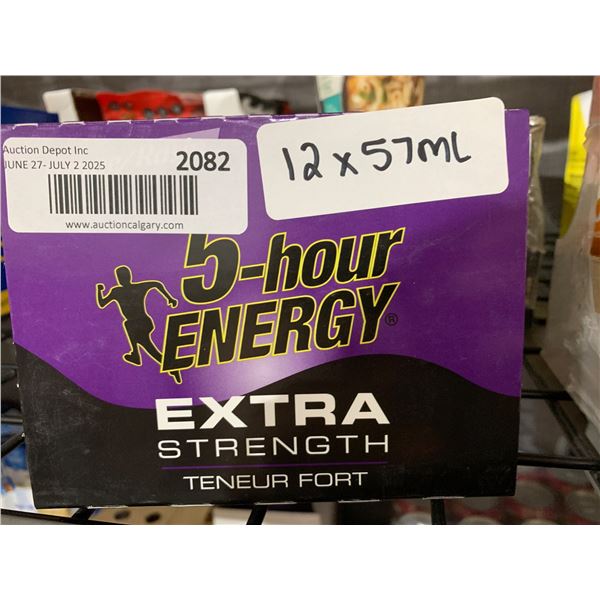 Auction Depot Inc
JUNE 27- JULY 2 2025
2082
www.auctioncalgary.com
12 x 57mL
5-hour
ENERGY®
EXTRA
STRENGTH
TENEUR FORT